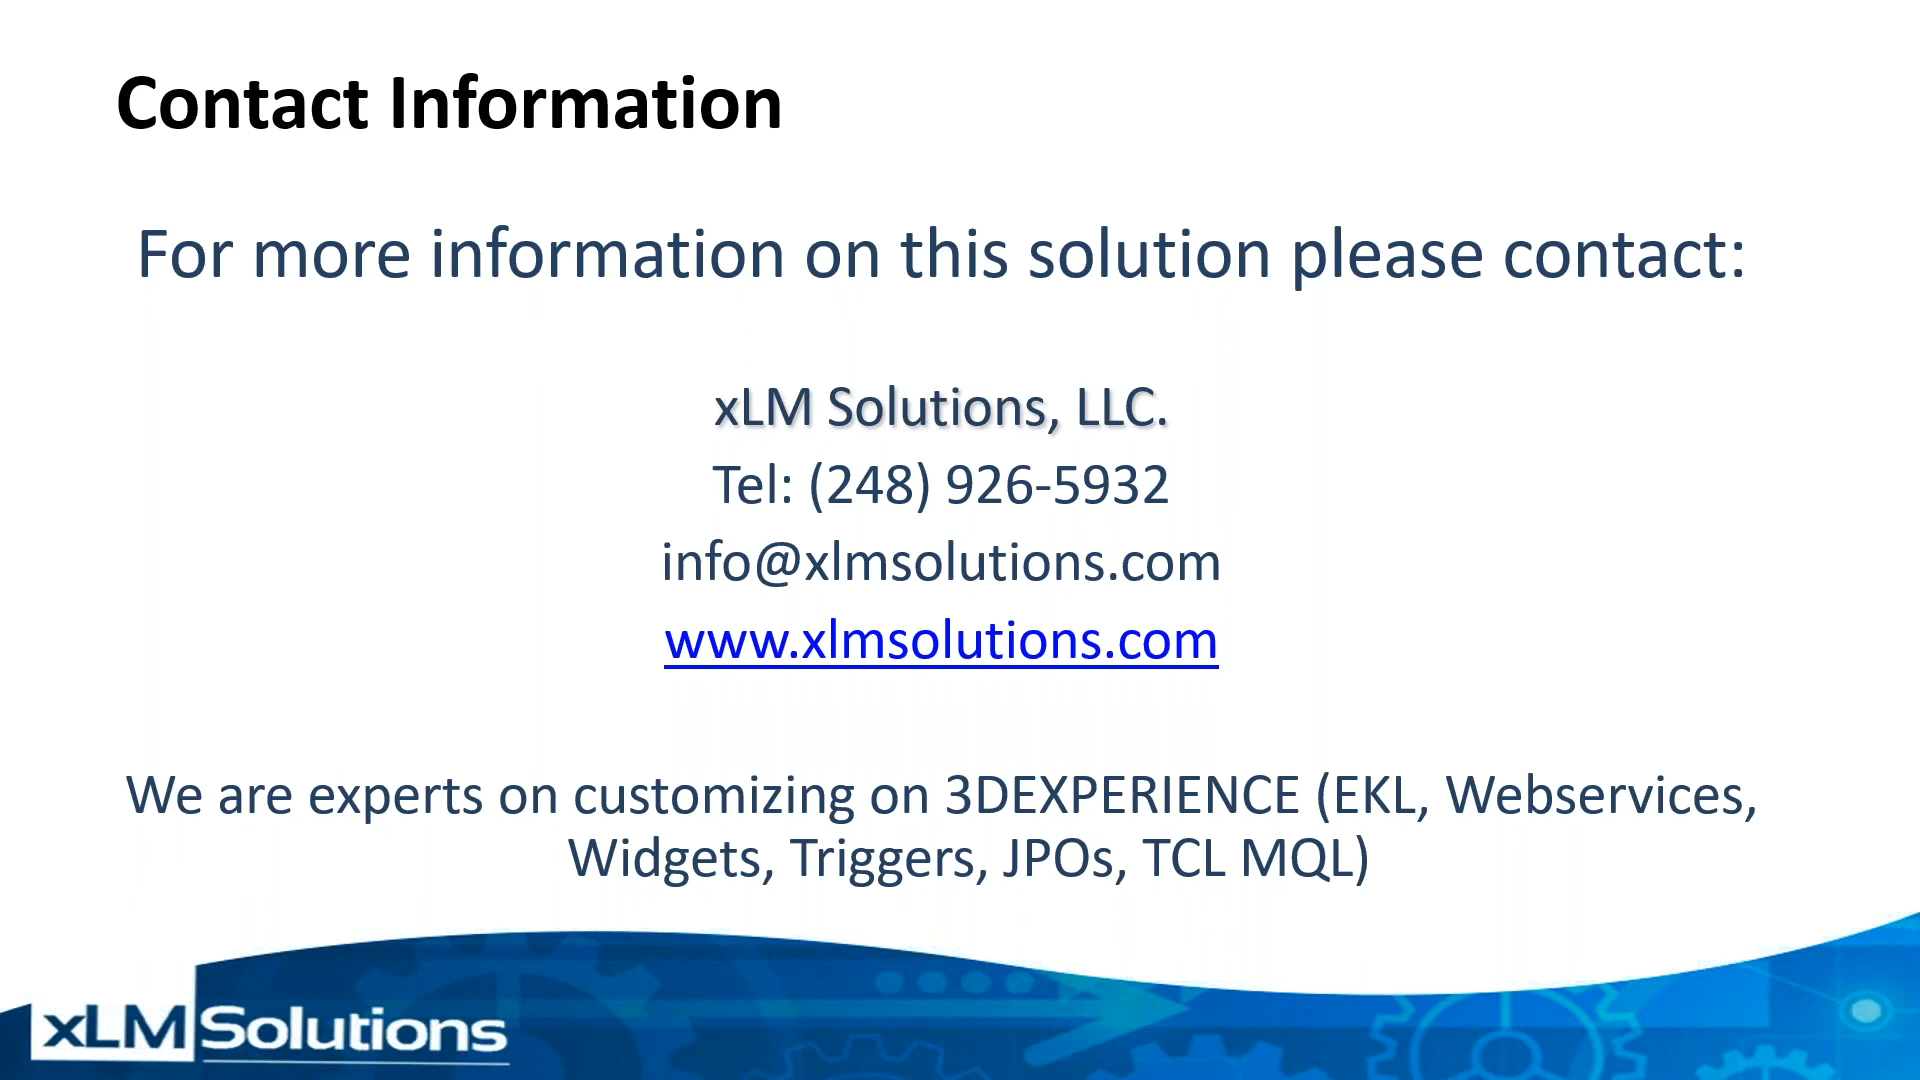 Contact Information
For more information on this solution please contact:
xLM Solutions, LLC.
Tel: (248) 926-5932
info@xlmsolutions.com
www.xlmsolutions.com
We are experts on customizing on 3DEXPERIENCE (EKL, Webservices,
Widgets, Triggers, JPOs, TCL MQL)
xLM Solutions